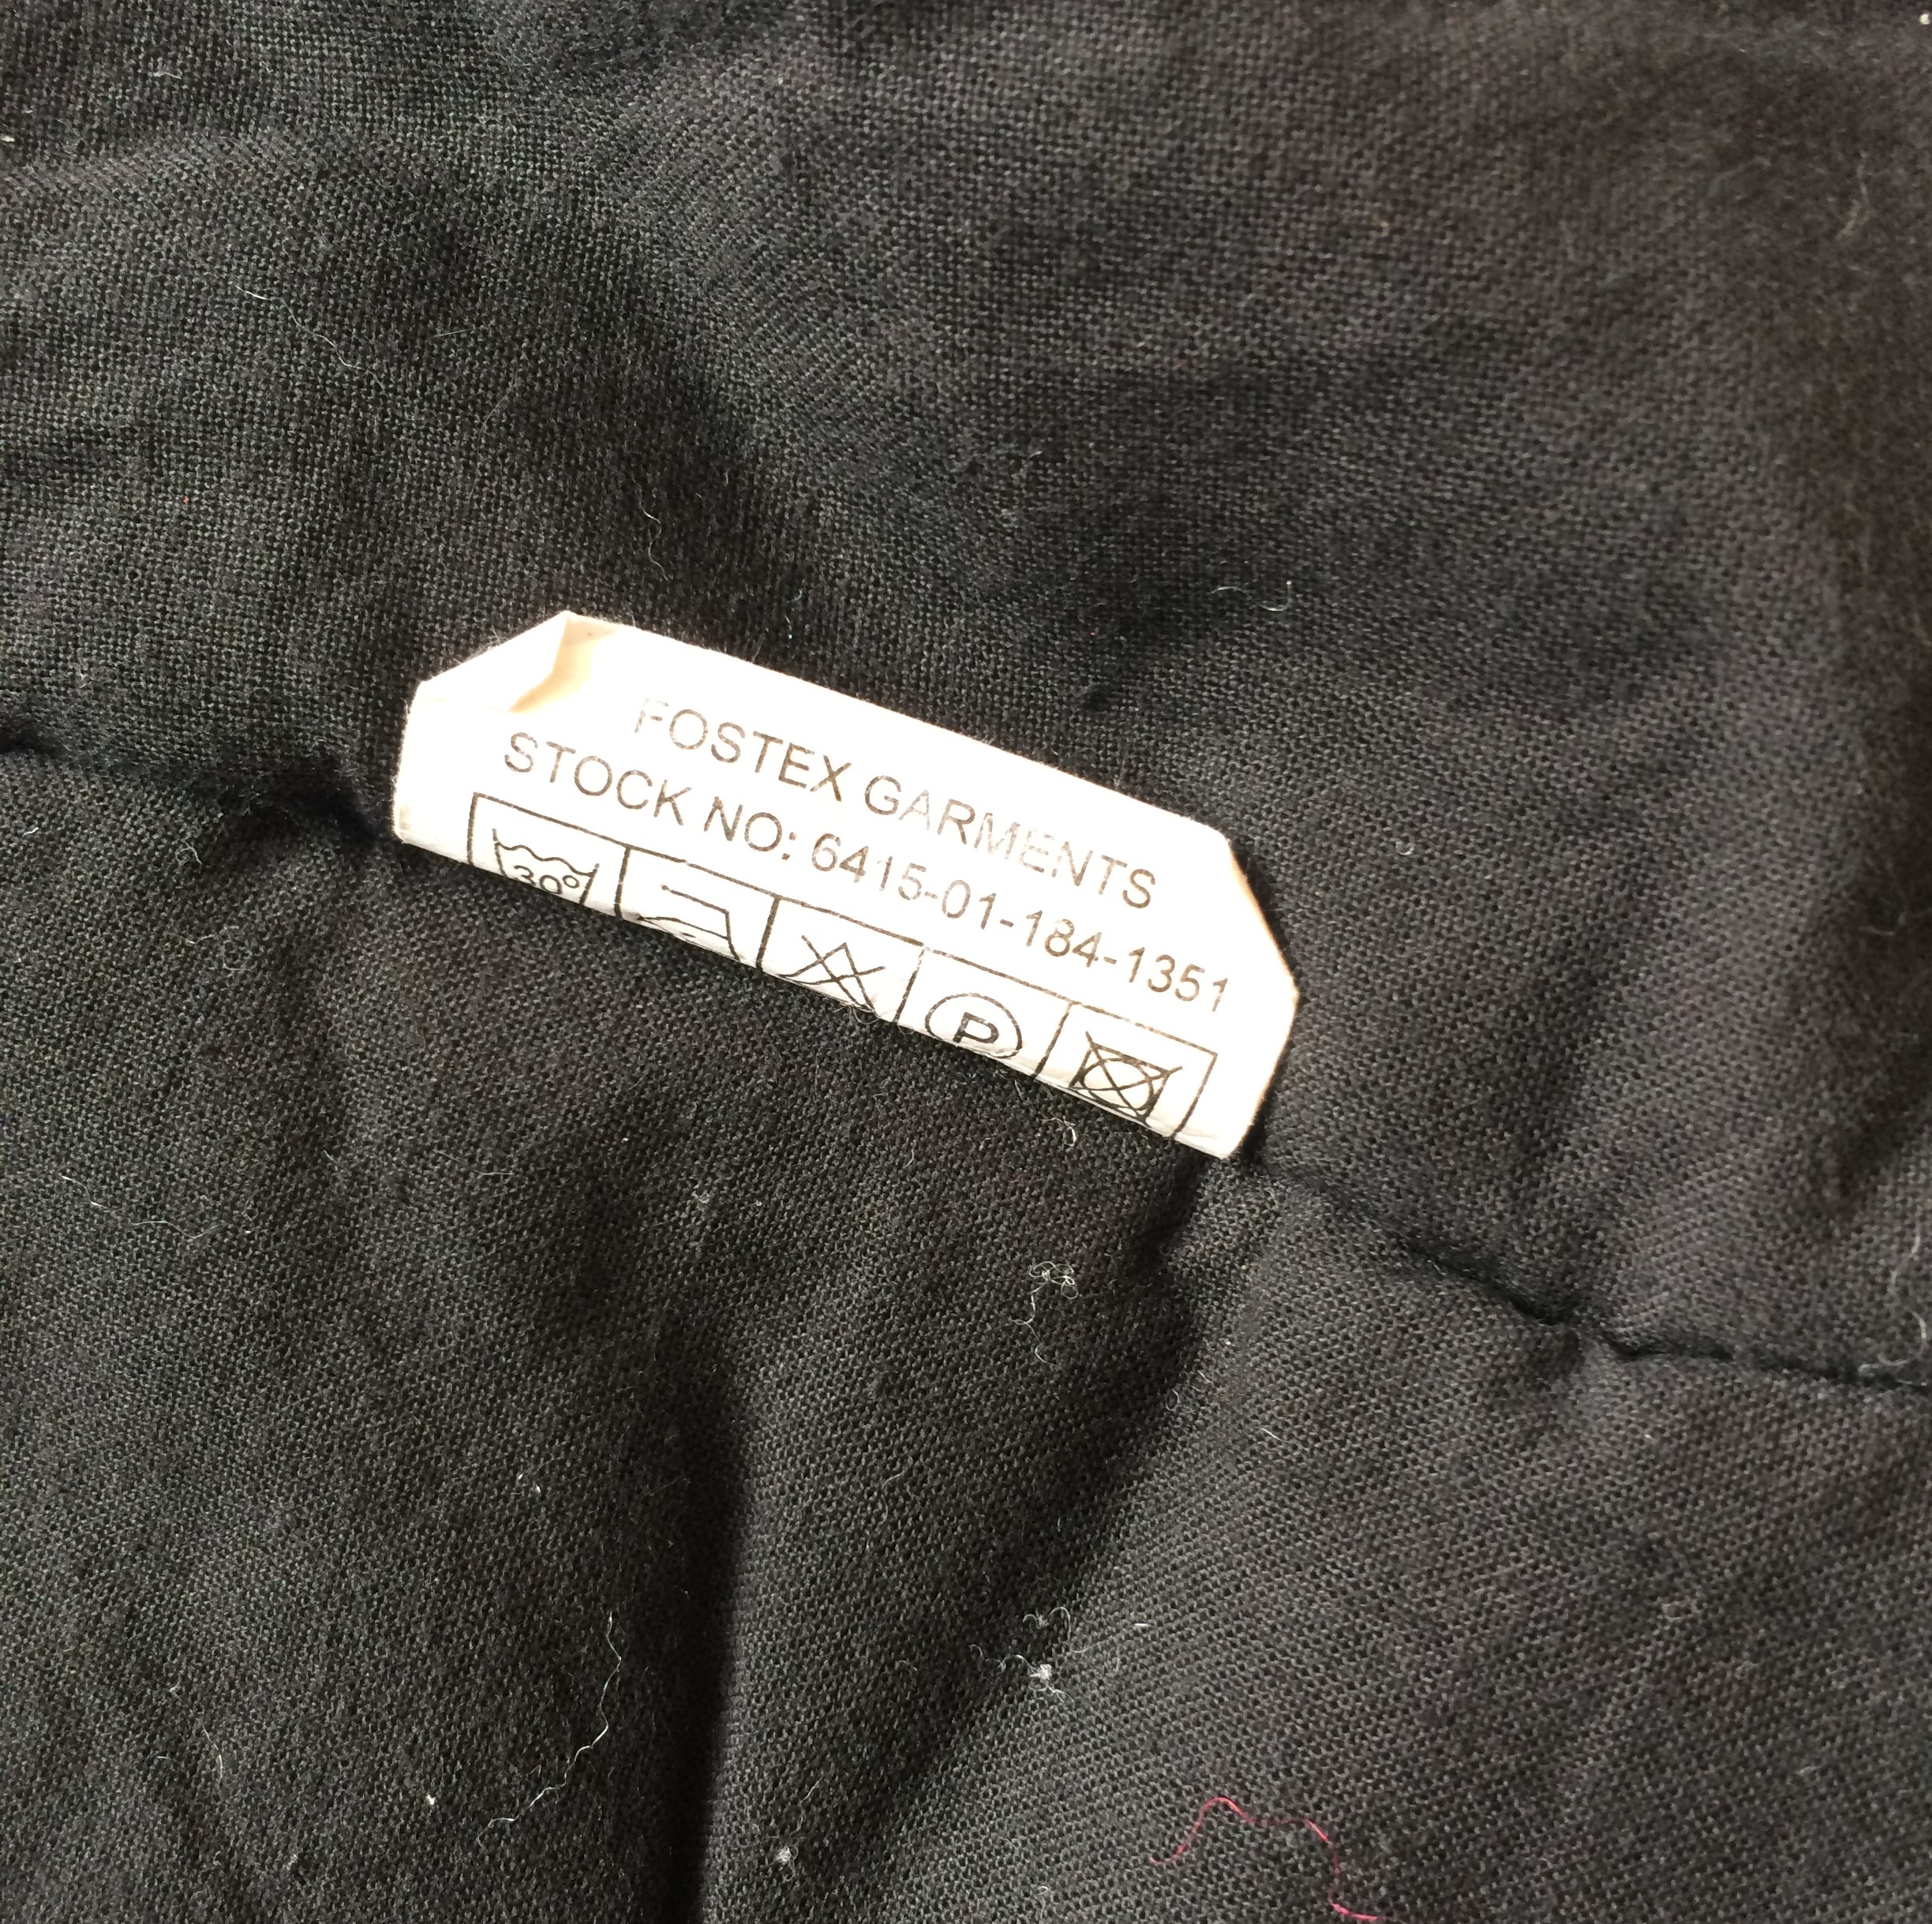 FOSTEX GARMENTS
STOCK NO: 6415-01-184-1351
30°
P